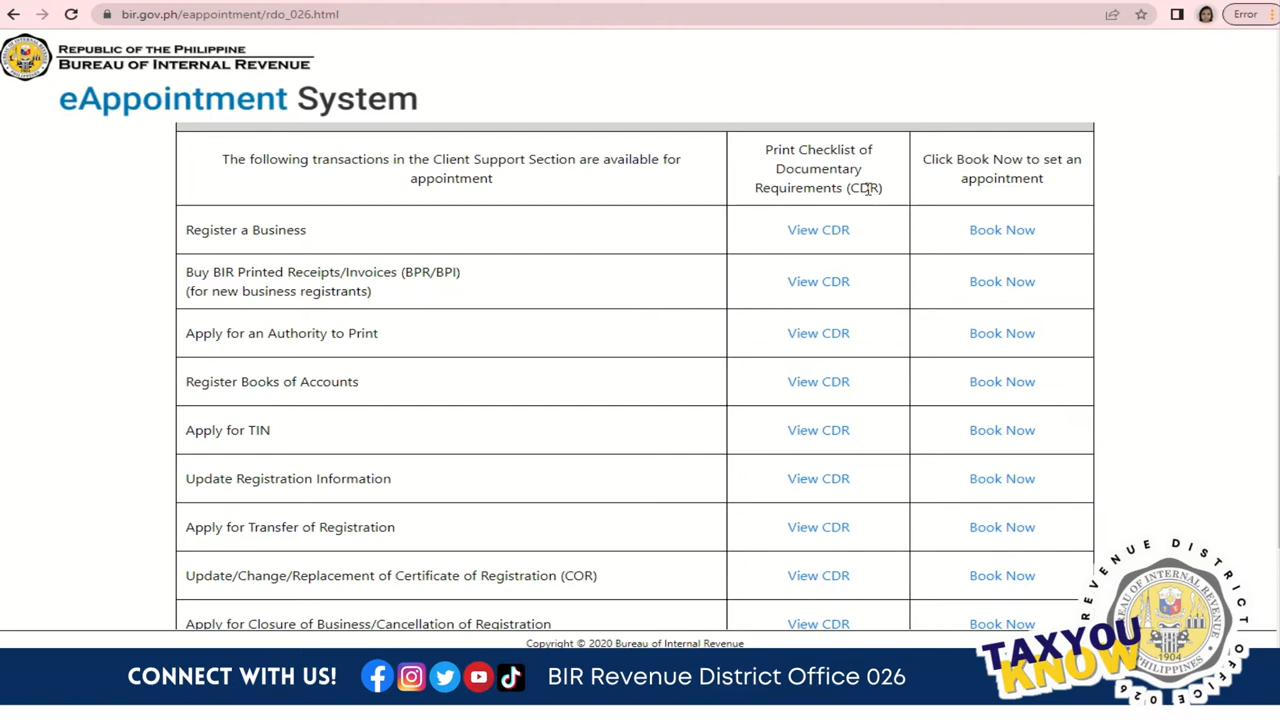 bir.gov.ph/eappointment/rdo_026.html
Error
REPUBLIC OF THE PHILIPPINE
BUREAU OF INTERNAL REVENUE
eAppointment System
The following transactions in the Client Support Section are available for
appointment
Print Checklist of
Documentary
Requirements (CDR)
Click Book Now to set an
appointment
Register a Business
View CDR
Book Now
Buy BIR Printed Receipts/Invoices (BPR/BPI)
(for new business registrants)
View CDR
Book Now
Apply for an Authority to Print
View CDR
Book Now
Register Books of Accounts
View CDR
Book Now
Apply for TIN
View CDR
Book Now
Update Registration Information
View CDR
Book Now
Apply for Transfer of Registration
View CDR
Book Now
Update/Change/Replacement of Certificate of Registration (COR)
View CDR
Book Now
Apply for Closure of Business/Cancellation of Registration
View CDR
Book Now
Copyright © 2020 Bureau of Internal Revenue
CONNECT WITH US!
BIR Revenue District Office 026
REVENUE DISTRICT OFFICE 026
BUREAU OF INTERNAL REVENUE
1904
PHILIPPINES
TAXYOU
KNOW